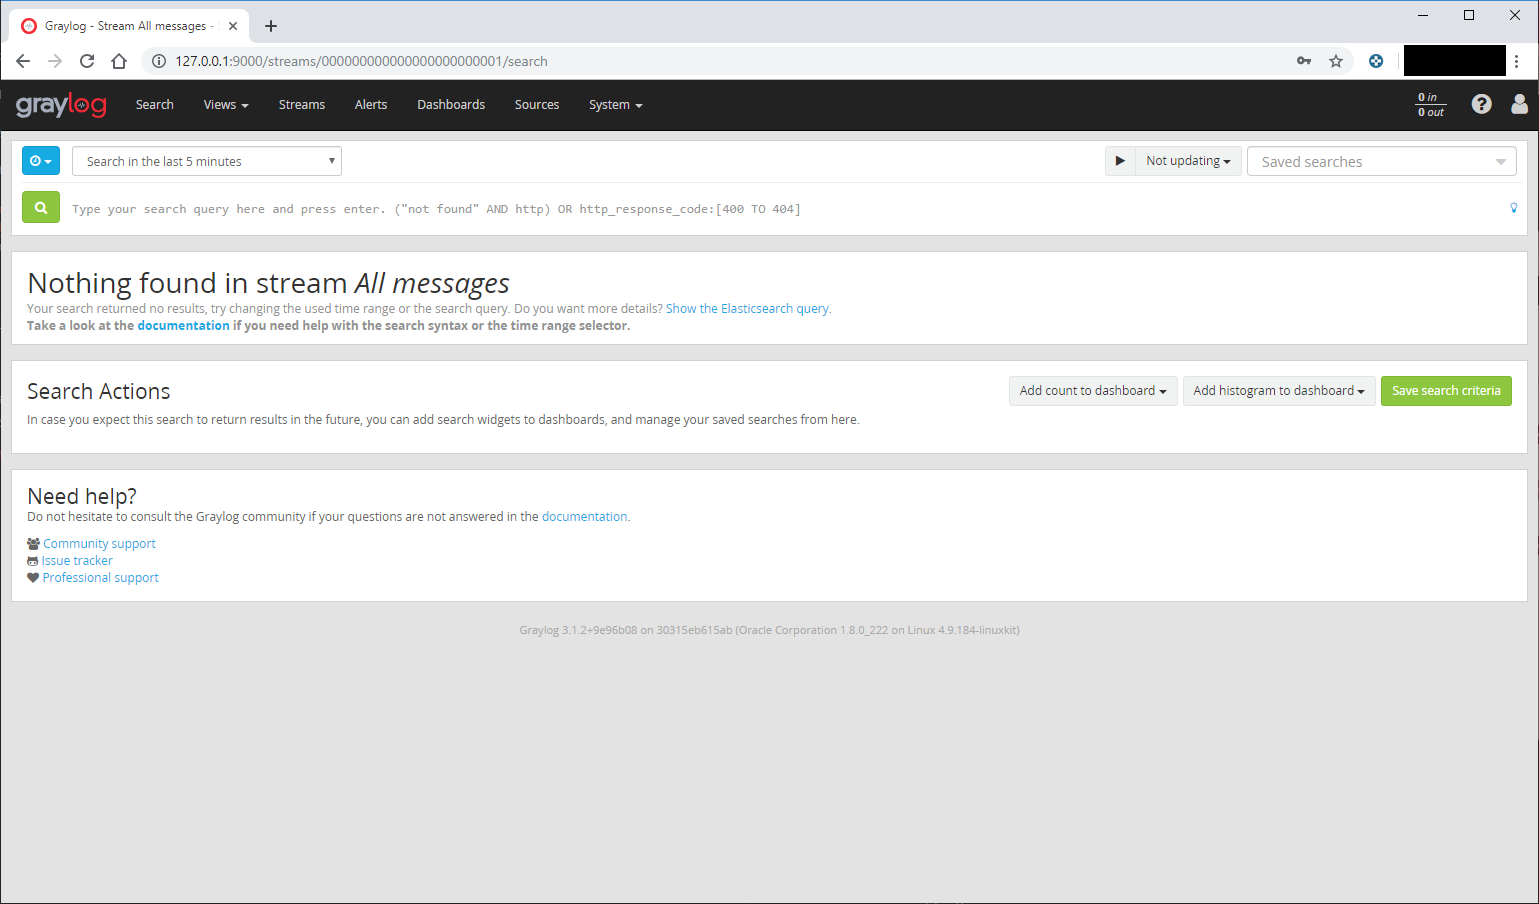 Graylog - Stream All messages -
127.0.0.1:9000/streams/000000000000000000000001/search
graylog Search Views Streams Alerts Dashboards Sources System 0 in
0 out
Search in the last 5 minutes Not updating Saved searches
Type your search query here and press enter. ("not found" AND http) OR http_response_code:[400 TO 404]
Nothing found in stream All messages
Your search returned no results, try changing the used time range or the search query. Do you want more details? Show the Elasticsearch query.
Take a look at the documentation if you need help with the search syntax or the time range selector.
Search Actions Add count to dashboard Add histogram to dashboard Save search criteria
In case you expect this search to return results in the future, you can add search widgets to dashboards, and manage your saved searches from here.
Need help?
Do not hesitate to consult the Graylog community if your questions are not answered in the documentation.
Community support
Issue tracker
Professional support
Graylog 3.1.2+9e96b08 on 30315eb615ab (Oracle Corporation 1.8.0_222 on Linux 4.9.184-linuxkit)